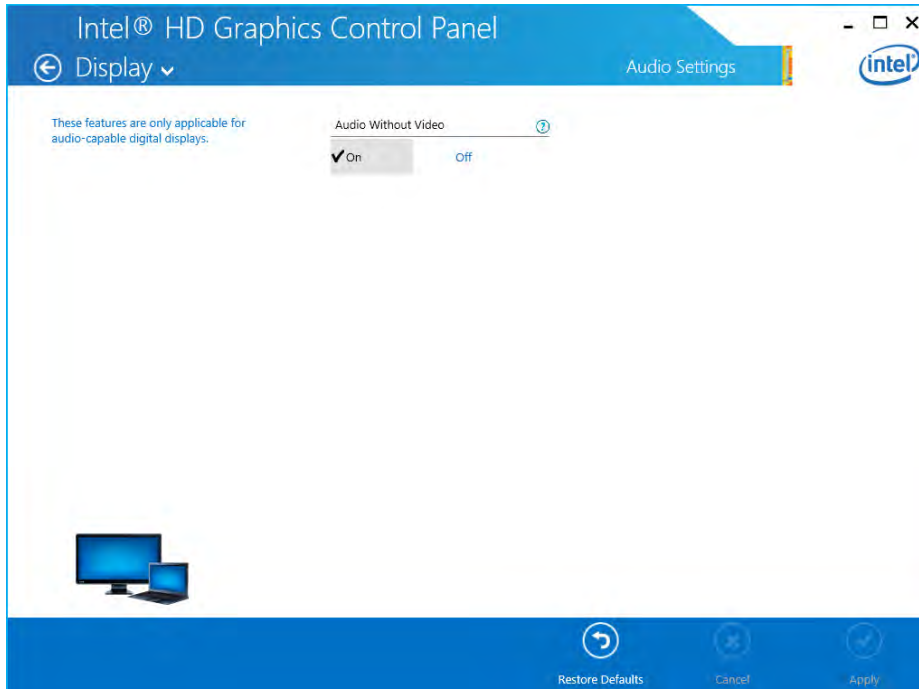 Intel® HD Graphics Control Panel
Display
Audio Settings
intel
These features are only applicable for
audio-capable digital displays.
Audio Without Video
?
On
Off
Restore Defaults
Cancel
Apply